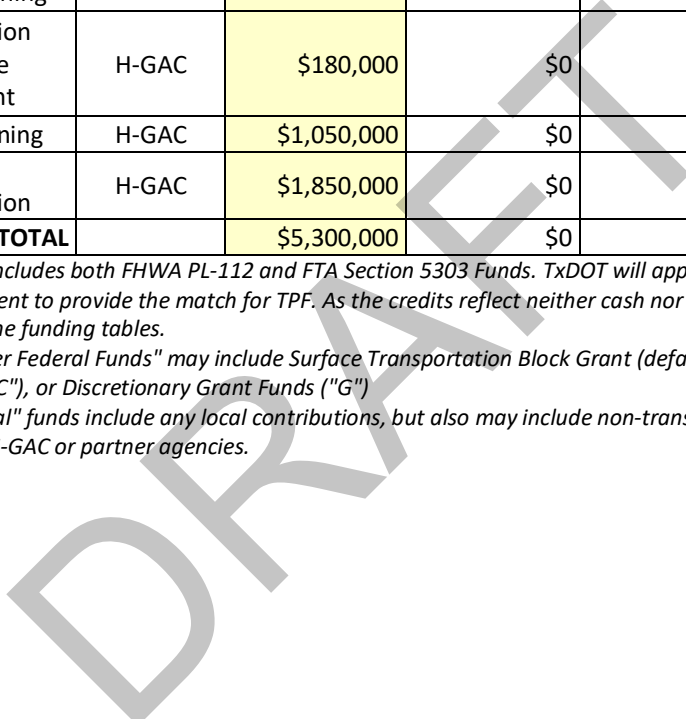 ning
ion
e
nt
H-GAC $180,000 $0
ning H-GAC $1,050,000 $0
ion
H-GAC $1,850,000 $0
TOTAL $5,300,000 $0
ncludes both FHWA PL-112 and FTA Section 5303 Funds. TxDOT will app
ent to provide the match for TPF. As the credits reflect neither cash nor
he funding tables.
er Federal Funds" may include Surface Transportation Block Grant (defa
C"), or Discretionary Grant Funds ("G")
al" funds include any local contributions, but also may include non-trans
-GAC or partner agencies.
DRAFT